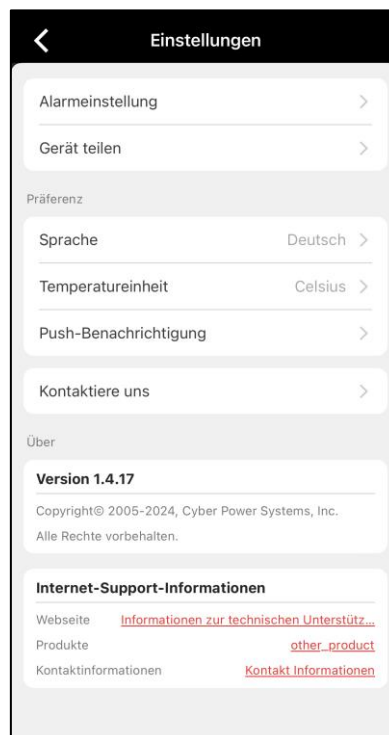 Einstellungen
Alarmeinstellung
Gerät teilen
Präferenz
Sprache Deutsch
Temperatureinheit Celsius
Push-Benachrichtigung
Kontaktiere uns
Über
Version 1.4.17
Copyright© 2005-2024, Cyber Power Systems, Inc.
Alle Rechte vorbehalten.
Internet-Support-Informationen
Webseite Informationen zur technischen Unterstütz...
Produkte other_product
Kontaktinformationen Kontakt Informationen